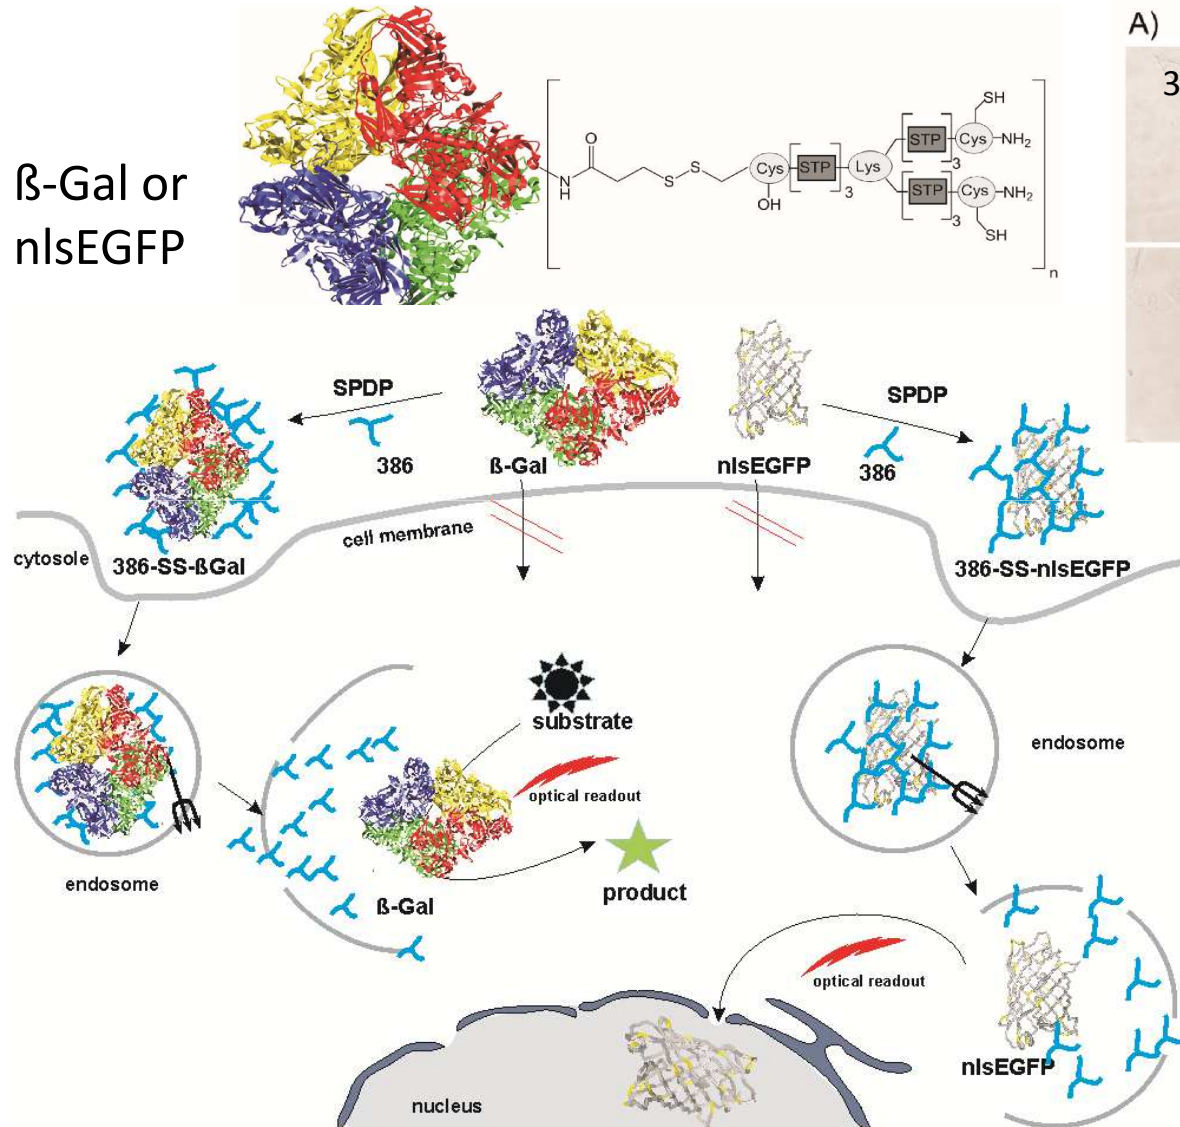 A)
3
ß-Gal or
nlsEGFP
O
N
H
S
S
Cys
OH
STP
3
Lys
STP
3
Cys
SH
NH2
STP
3
Cys
NH2
SH
n
SPDP
386
ß-Gal
nlsEGFP
SPDP
386
cytosole
386-SS-ßGal
cell membrane
386-SS-nlsEGFP
substrate
optical readout
endosome
endosome
ß-Gal
product
optical readout
nlsEGFP
nucleus